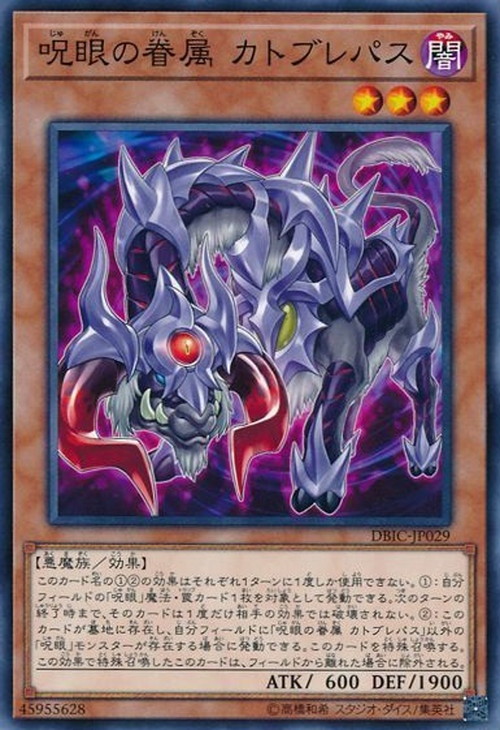 呪眼の眷属 カトブレパス
闇
DBIC-JP029
【悪魔族/効果】
このカード名の①②の効果はそれぞれ1ターンに1度しか使用できない。①:自分
フィールドの「呪眼」魔法・罠カード1枚を対象として発動できる。次のターンの
終了時まで、そのカードは1度だけ相手の効果では破壊されない。②:この
カードが墓地に存在し、自分フィールドに「呪眼の眷属 カトブレパス」以外の
「呪眼」モンスターが存在する場合に発動できる。このカードを特殊召喚する。
この効果で特殊召喚したこのカードは、フィールドから離れた場合に除外される。
ATK/ 600 DEF/1900
45955628
©高橋和希 スタジオ・ダイス/集英社